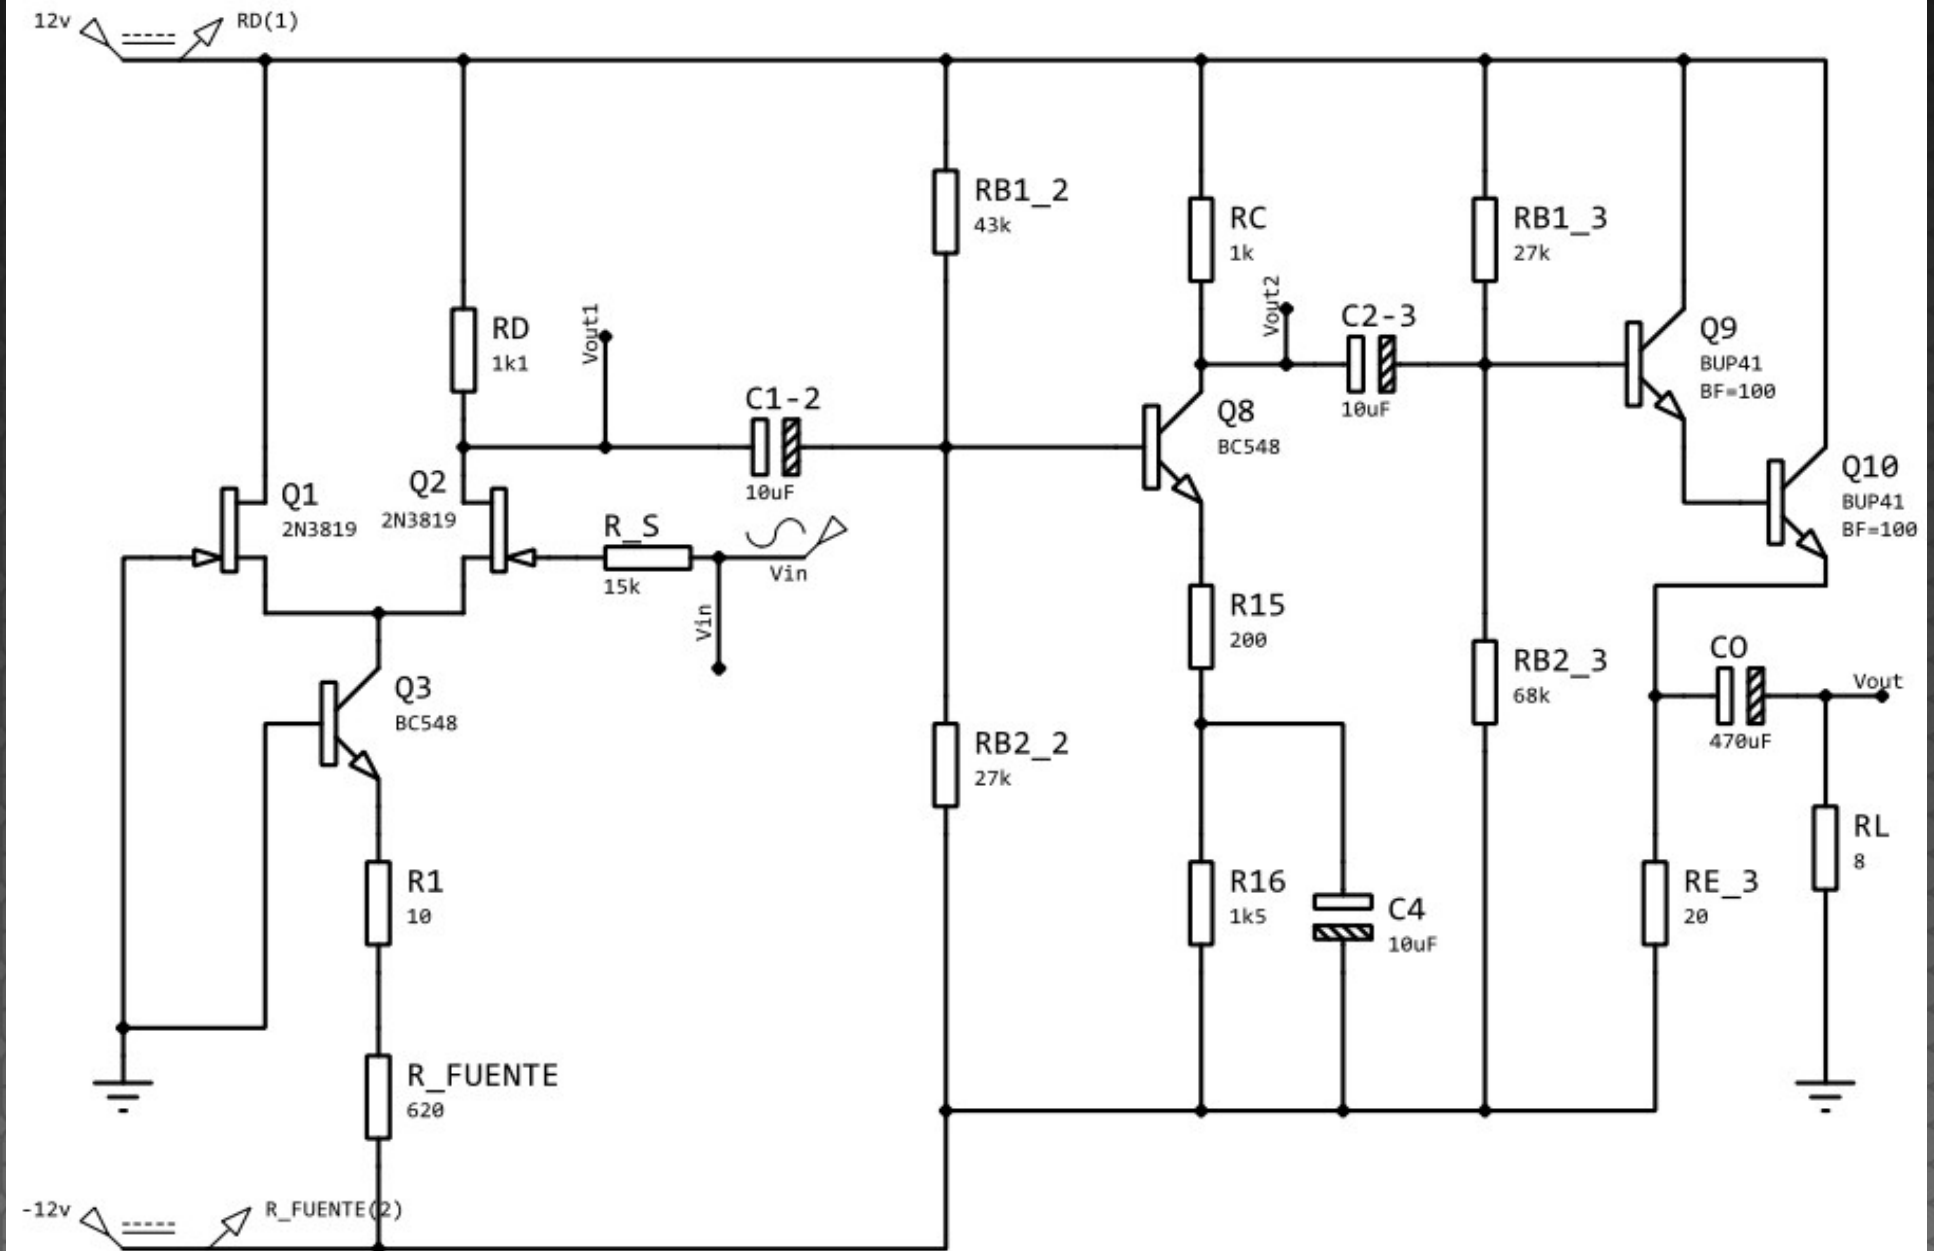 12v
RD(1)
RB1_2
43k
RC
1k
RB1_3
27k
RD
1k1
Vout1
Vout2
C2-3
10uF
Q9
BUP41
BF=100
C1-2
10uF
Q8
BC548
Q1
2N3819
Q2
2N3819
R_S
15k
Vin
Vin
Q10
BUP41
BF=100
R15
200
RB2_3
68k
CO
470uF
Vout
Q3
BC548
RB2_2
27k
R1
10
R16
1k5
C4
10uF
RE_3
20
RL
8
R_FUENTE
620
-12v
R_FUENTE(2)